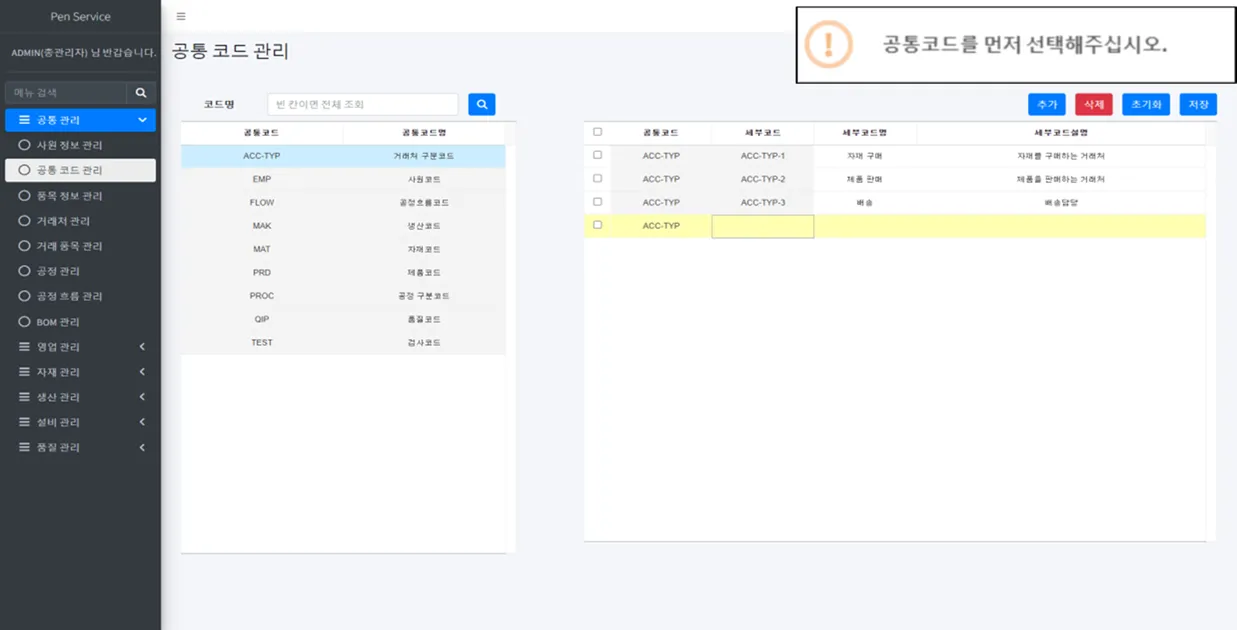 Pen Service
ADMIN(총관리자) 님 반갑습니다.
메뉴 검색
공통 관리
사원 정보 관리
공통 코드 관리
품목 정보 관리
거래처 관리
거래 품목 관리
공정 관리
공정 흐름 관리
BOM 관리
영업 관리
자재 관리
생산 관리
설비 관리
품질 관리
공통 코드 관리
공통코드를 먼저 선택해주십시오.
코드명 빈 칸이면 전체 조회
추가 삭제 초기화 저장
공통코드 공통코드명
ACC-TYP 거래처 구분코드
EMP 사원코드
FLOW 공정흐름코드
MAK 생산코드
MAT 자재코드
PRD 제품코드
PROC 공정 구분코드
QIP 품질코드
TEST 검사코드
공통코드 세부코드 세부코드명 세부코드설명
ACC-TYP ACC-TYP-1 자재 구매 자재를 구매하는 거래처
ACC-TYP ACC-TYP-2 제품 판매 제품을 판매하는 거래처
ACC-TYP ACC-TYP-3 배송 배송담당
ACC-TYP